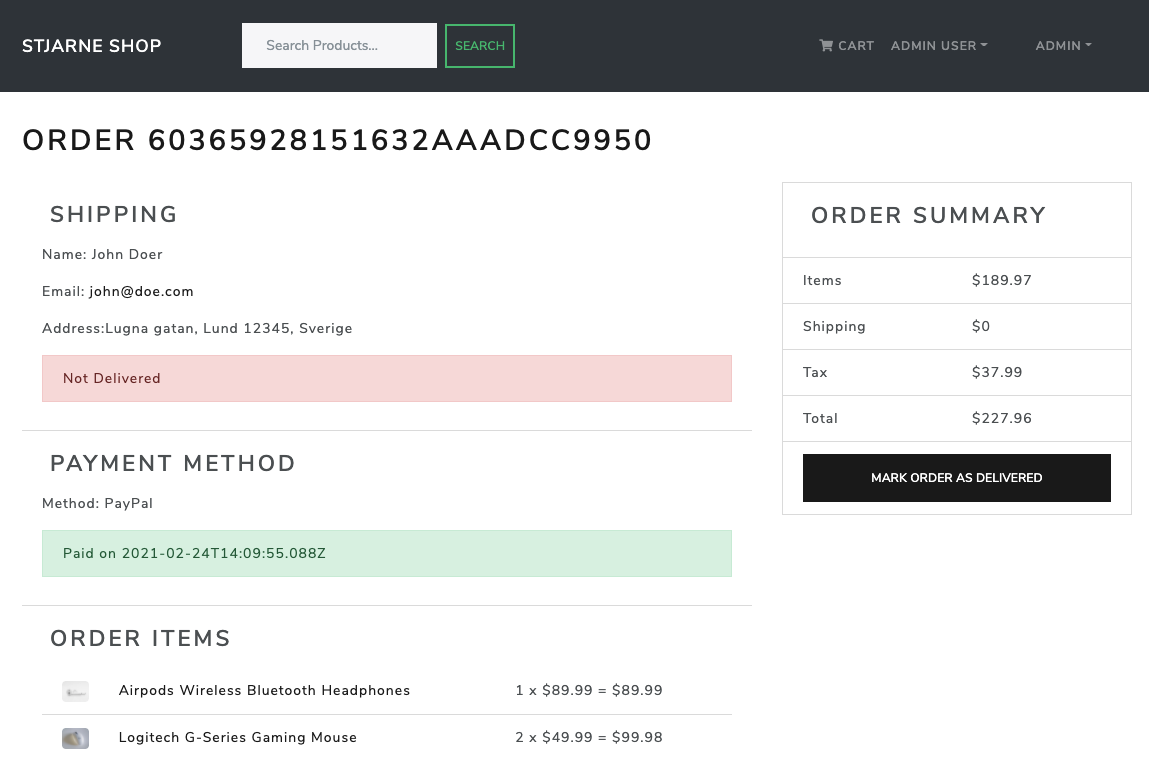 STJARNE SHOP
Search Products...
SEARCH
CART
ADMIN USER
ADMIN
ORDER 60365928151632AAADCC9950
SHIPPING
Name: John Doer
Email: john@doe.com
Address:Lugna gatan, Lund 12345, Sverige
Not Delivered
PAYMENT METHOD
Method: PayPal
Paid on 2021-02-24T14:09:55.088Z
ORDER ITEMS
Airpods Wireless Bluetooth Headphones 1 x $89.99 = $89.99
Logitech G-Series Gaming Mouse 2 x $49.99 = $99.98
ORDER SUMMARY
Items $189.97
Shipping $0
Tax $37.99
Total $227.96
MARK ORDER AS DELIVERED